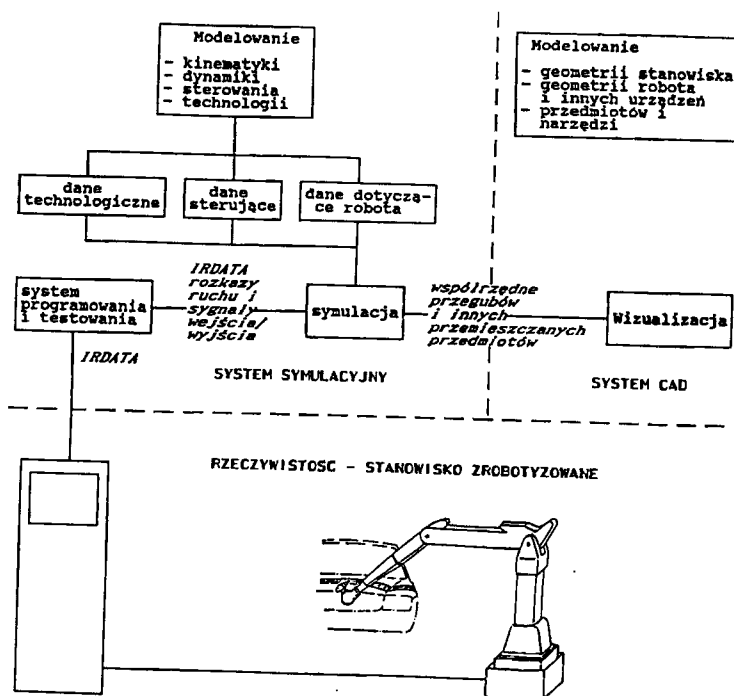 Modelowanie
- kinematyki
- dynamiki
- sterowania
- technologii
Modelowanie
- geometrii stanowiska
- geometrii robota
i innych urządzeń
- przedmiotów i
narzędzi
dane
technologiczne
dane
sterujące
dane dotyczą-
ce robota
system
programowania
i testowania
IRDATA
rozkazy
ruchu i
sygnały
wejścia/
wyjścia
symulacja
współrzędne
przegubów
i innych
przemieszczanych
przedmiotów
Wizualizacja
IRDATA
SYSTEM SYMULACYJNY
SYSTEM CAD
RZECZYWISTOSC - STANOWISKO ZROBOTYZOWANE